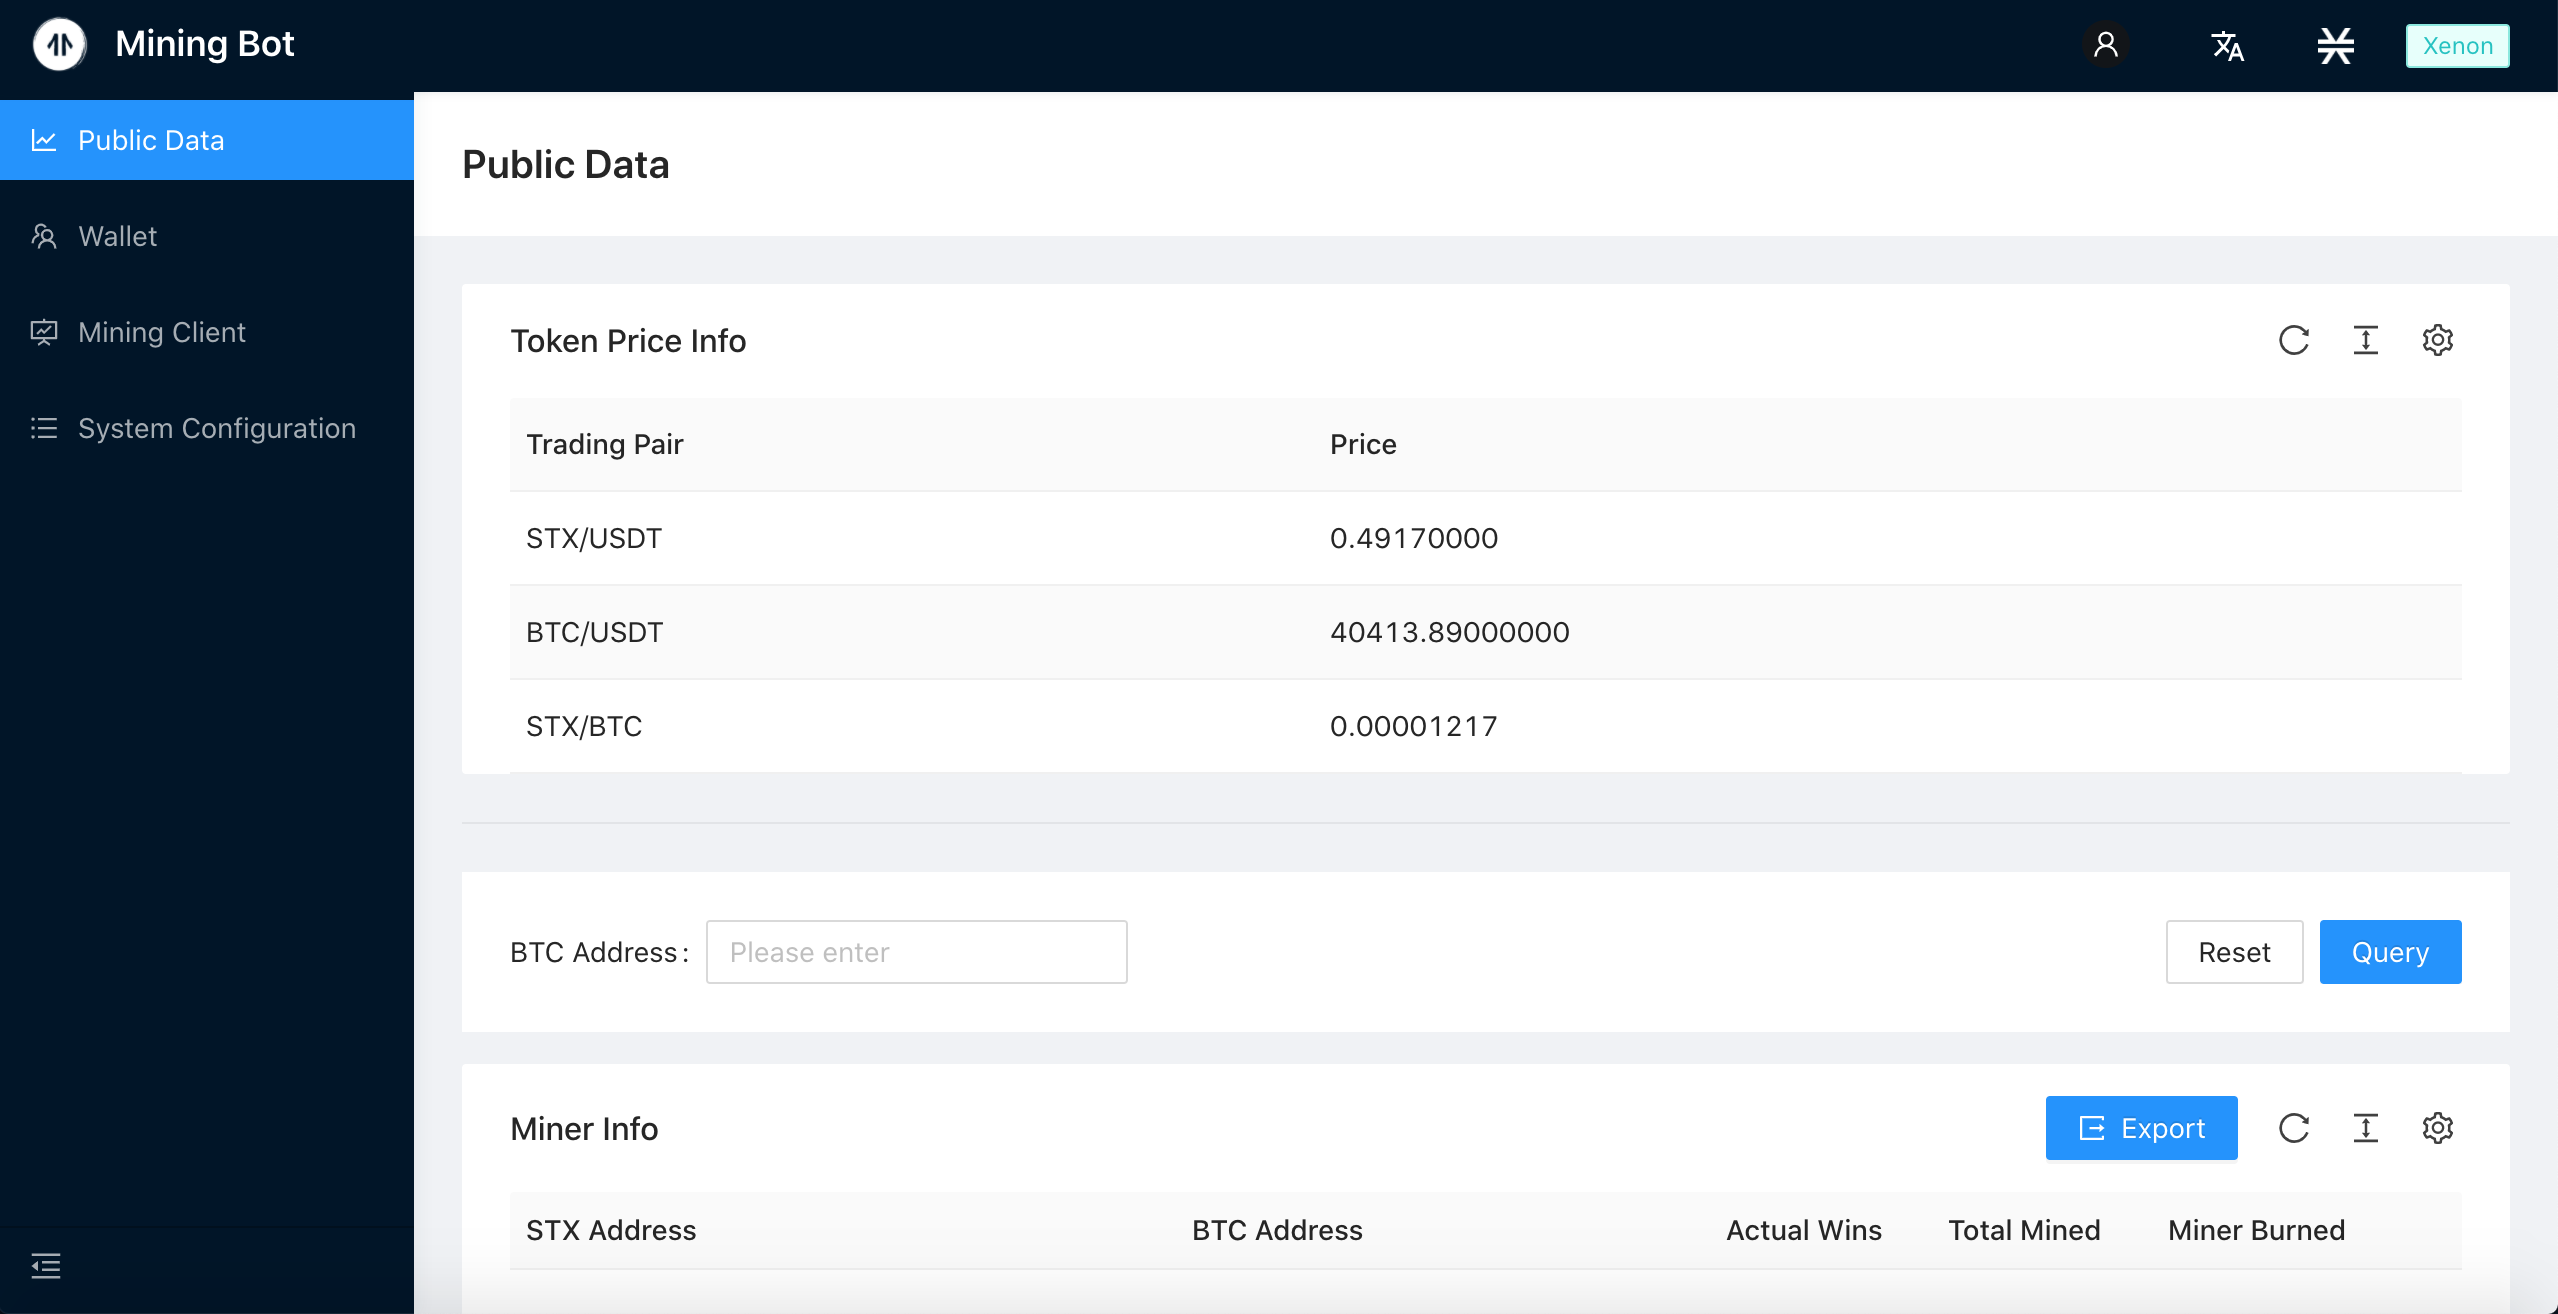 Mining Bot
Xenon
Public Data
Wallet
Mining Client
System Configuration
Public Data
Token Price Info
Trading Pair Price
STX/USDT 0.49170000
BTC/USDT 40413.89000000
STX/BTC 0.00001217
BTC Address: Please enter Reset Query
Miner Info Export
STX Address BTC Address Actual Wins Total Mined Miner Burned